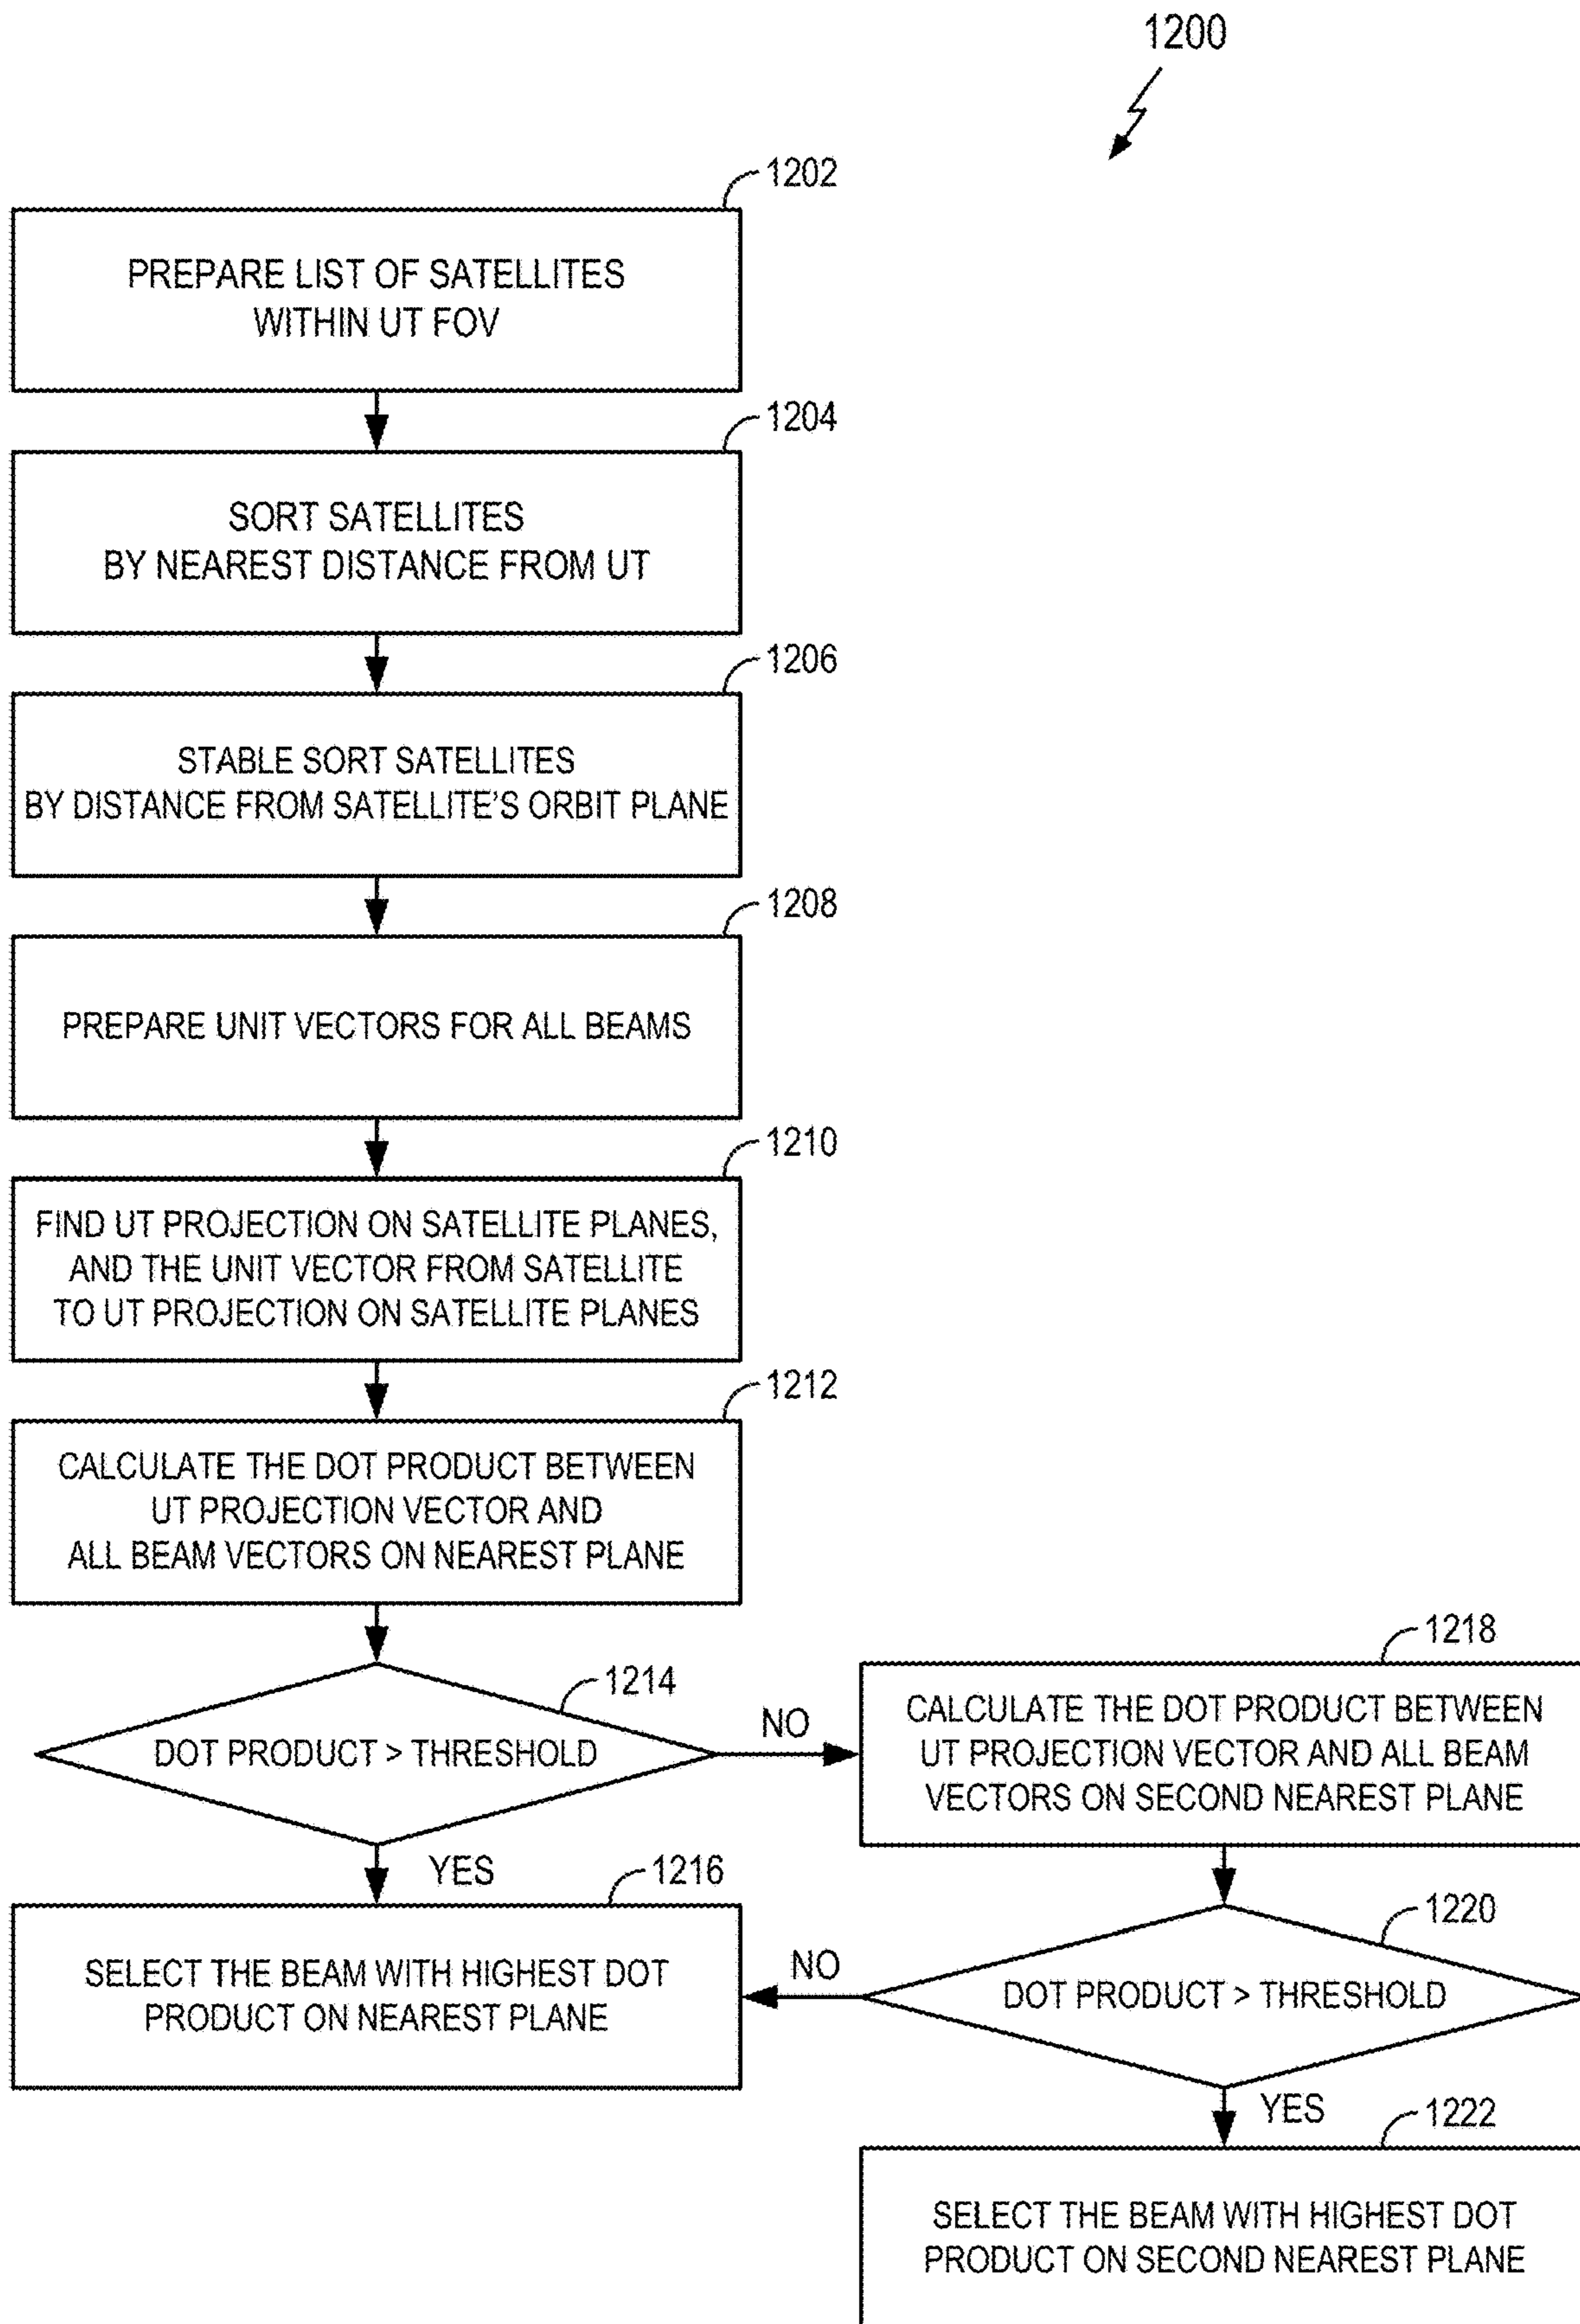 1200
1202
PREPARE LIST OF SATELLITES
WITHIN UT FOV
1204
SORT SATELLITES
BY NEAREST DISTANCE FROM UT
1206
STABLE SORT SATELLITES
BY DISTANCE FROM SATELLITE'S ORBIT PLANE
1208
PREPARE UNIT VECTORS FOR ALL BEAMS
1210
FIND UT PROJECTION ON SATELLITE PLANES,
AND THE UNIT VECTOR FROM SATELLITE
TO UT PROJECTION ON SATELLITE PLANES
1212
CALCULATE THE DOT PRODUCT BETWEEN
UT PROJECTION VECTOR AND
ALL BEAM VECTORS ON NEAREST PLANE
1214
DOT PRODUCT > THRESHOLD
NO
YES
1216
SELECT THE BEAM WITH HIGHEST DOT
PRODUCT ON NEAREST PLANE
1218
CALCULATE THE DOT PRODUCT BETWEEN
UT PROJECTION VECTOR AND ALL BEAM
VECTORS ON SECOND NEAREST PLANE
1220
DOT PRODUCT > THRESHOLD
NO
YES
1222
SELECT THE BEAM WITH HIGHEST DOT
PRODUCT ON SECOND NEAREST PLANE